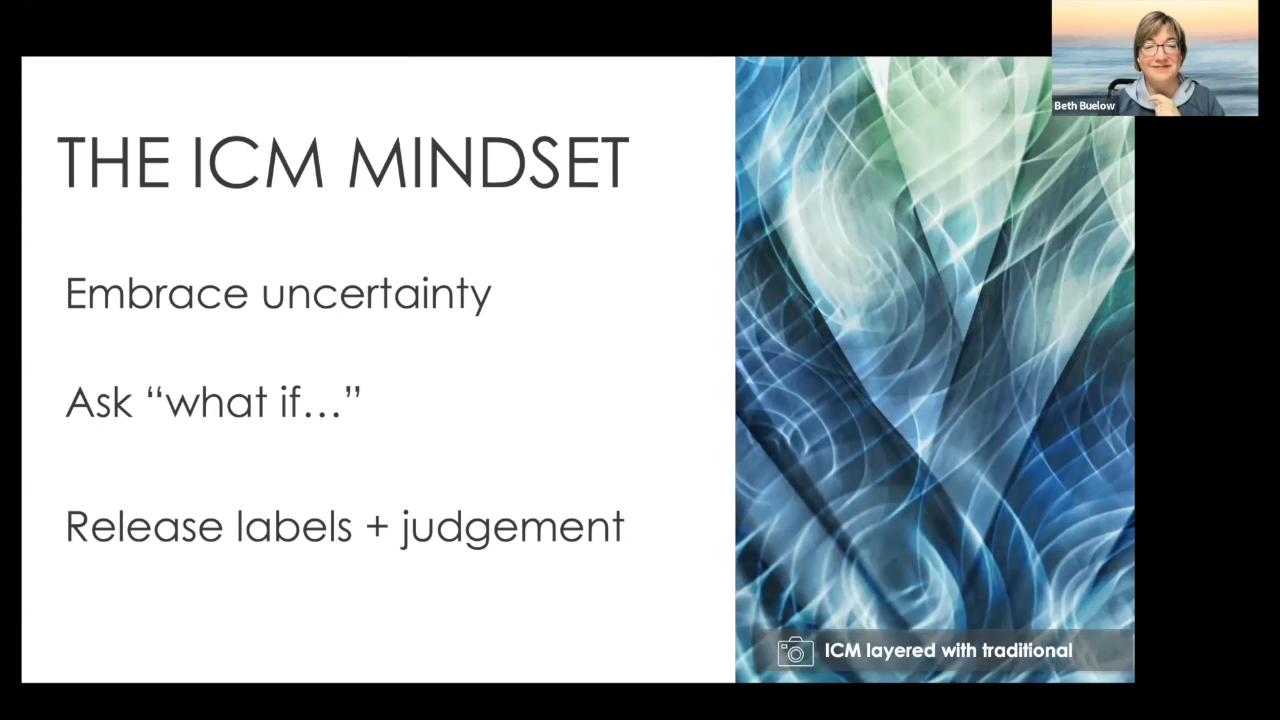 THE ICM MINDSET
Embrace uncertainty
Ask “what if…”
Release labels + judgement
ICM layered with traditional
Beth Buelow